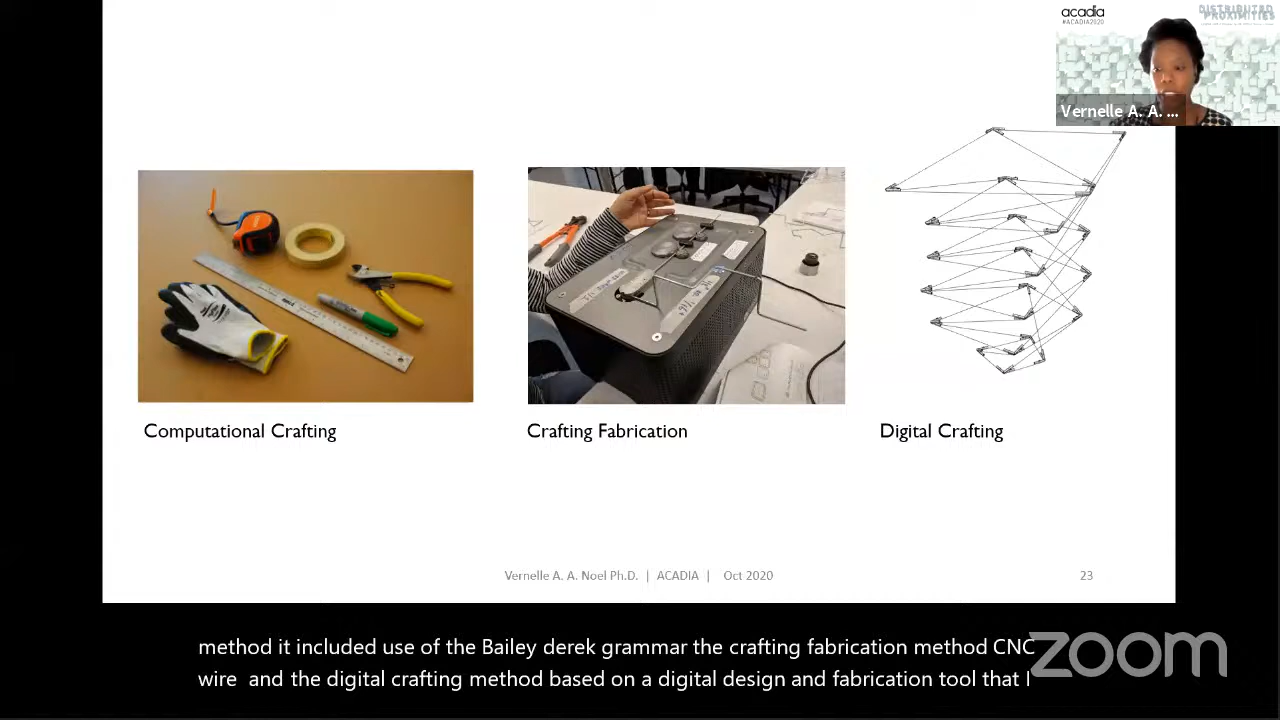 acadia
#ACADIA2020
DISTRIBUTED
PROXIMITIES
Vernelle A. A. ...
Computational Crafting
Crafting Fabrication
Digital Crafting
Vernelle A. A. Noel Ph.D. | ACADIA | Oct 2020
23
method it included use of the Bailey derek grammar the crafting fabrication method CNC
wire and the digital crafting method based on a digital design and fabrication tool that I
zoom